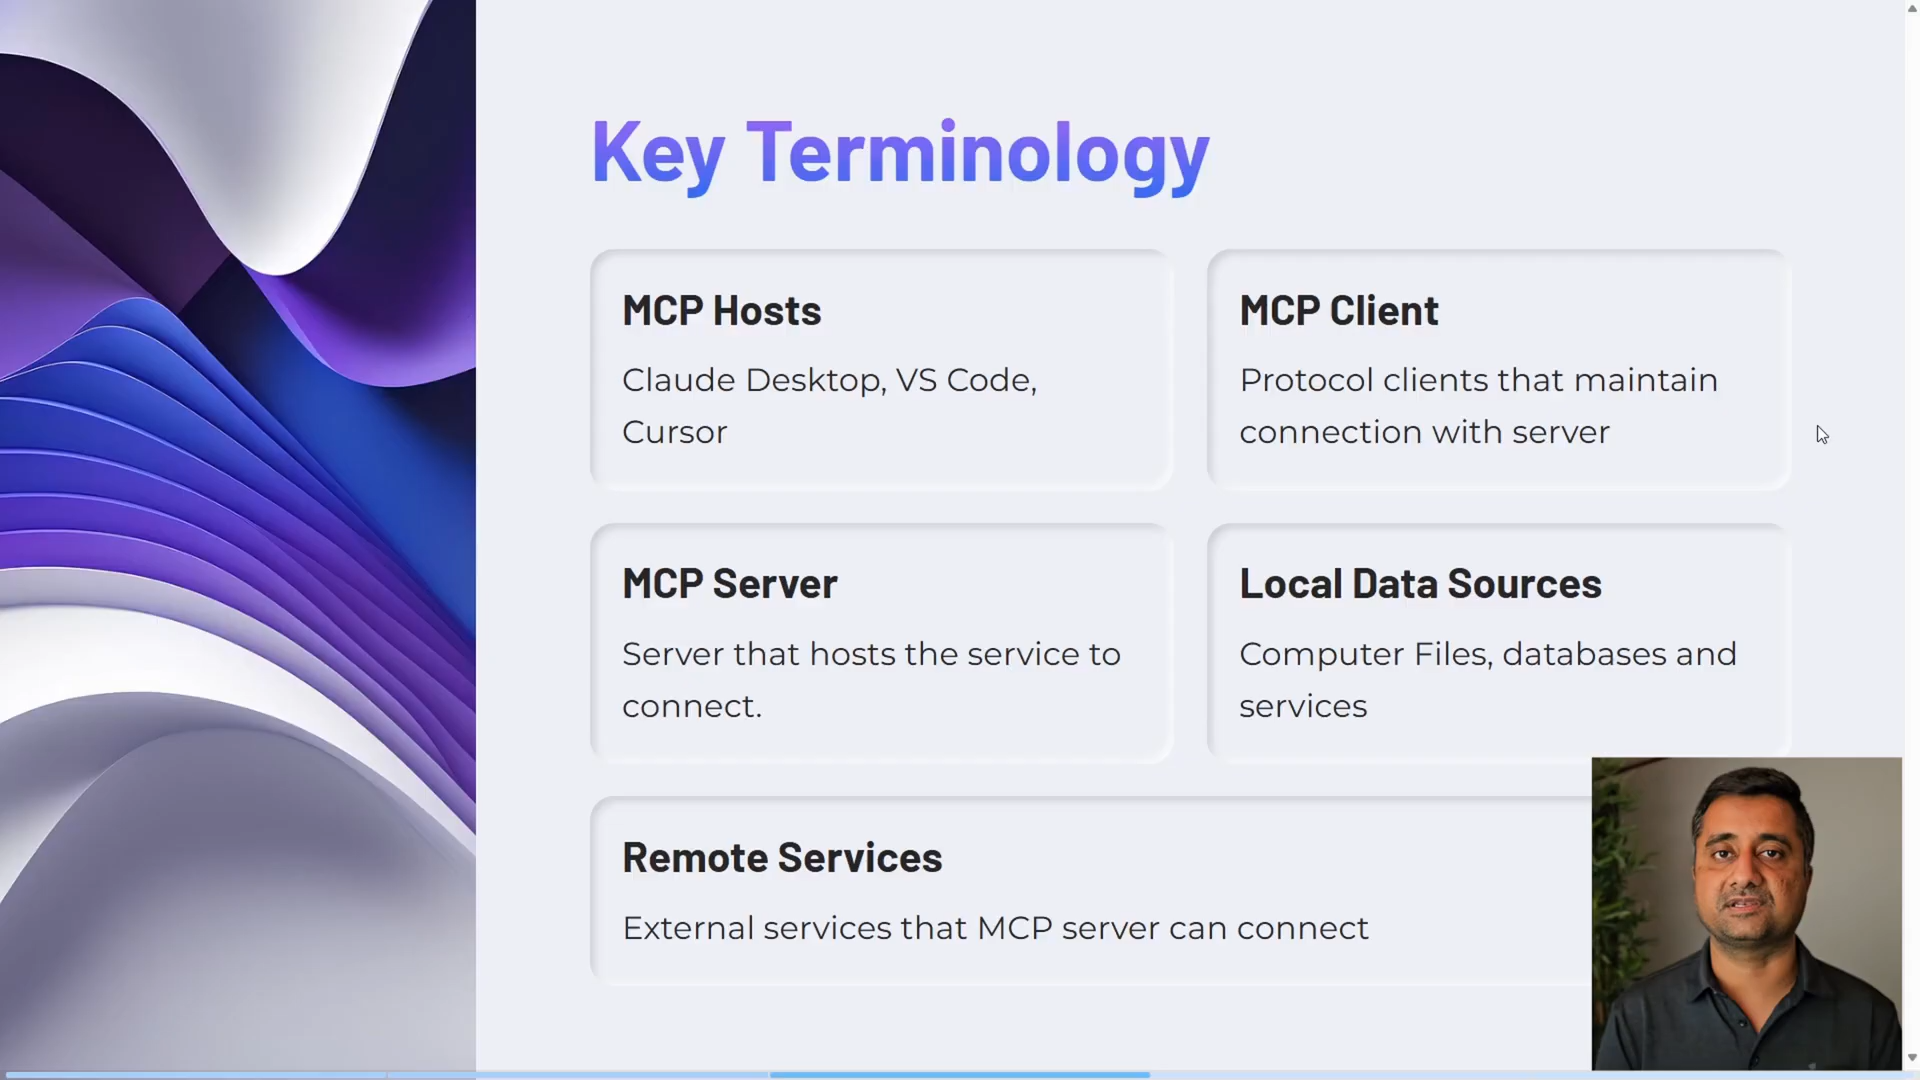 Key Terminology
MCP Hosts
Claude Desktop, VS Code,
Cursor
MCP Client
Protocol clients that maintain
connection with server
MCP Server
Server that hosts the service to
connect.
Local Data Sources
Computer Files, databases and
services
Remote Services
External services that MCP server can connect